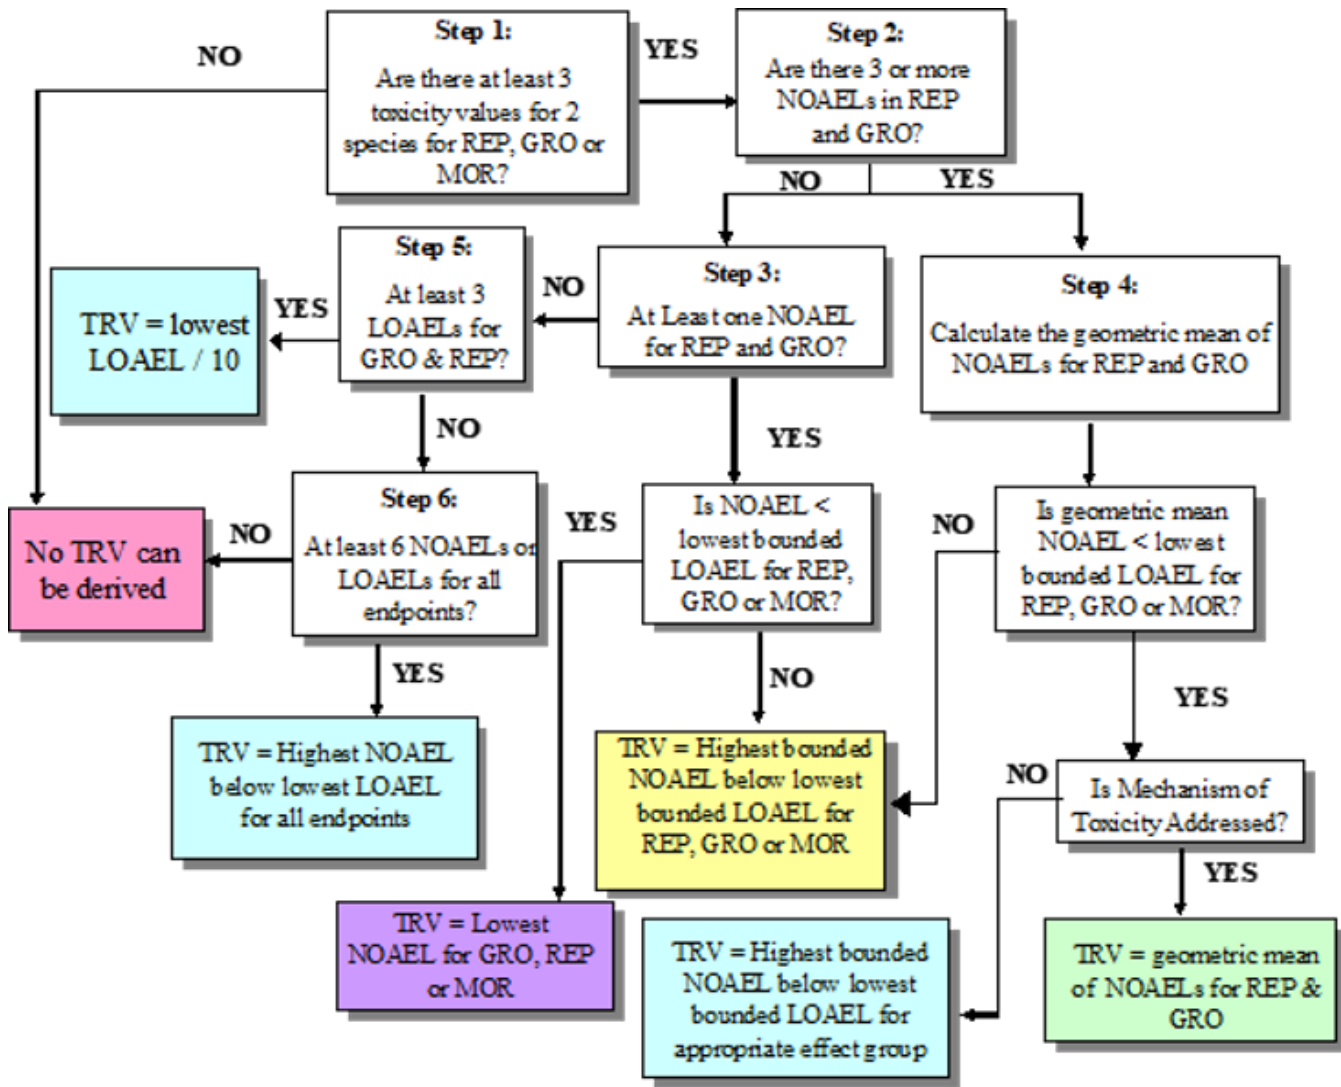 Step 1:
Are there at least 3
toxicity values for 2
species for REP, GRO or
MOR?
NO
YES
Step 2:
Are there 3 or more
NOAELs in REP
and GRO?
NO
YES
Step 5:
At least 3
LOAELs for
GRO & REP?
NO
Step 3:
At Least one NOAEL
for REP and GRO?
Step 4:
Calculate the geometric mean of
NOAELs for REP and GRO
YES
TRV = lowest
LOAEL / 10
NO
YES
Step 6:
At least 6 NOAELs or
LOAELs for all
endpoints?
NO
No TRV can
be derived
YES
Is NOAEL <
lowest bounded
LOAEL for REP,
GRO or MOR?
NO
Is geometric mean
NOAEL < lowest
bounded LOAEL for
REP, GRO or MOR?
YES
NO
YES
TRV = Highest NOAEL
below lowest LOAEL
for all endpoints
TRV = Highest bounded
NOAEL below lowest
bounded LOAEL for
REP, GRO or MOR
NO
Is Mechanism of
Toxicity Addressed?
YES
TRV = Lowest
NOAEL for GRO, REP
or MOR
TRV = Highest bounded
NOAEL below lowest
bounded LOAEL for
appropriate effect group
TRV = geometric mean
of NOAELs for REP &
GRO